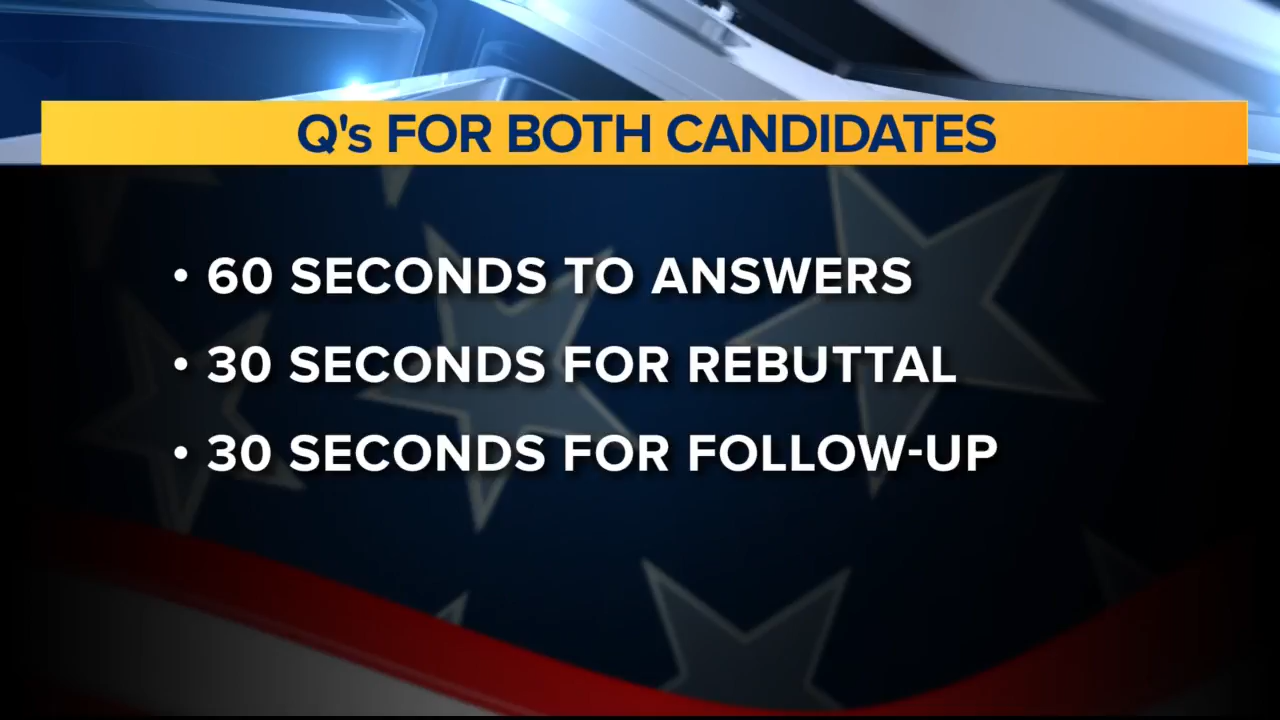 Q's FOR BOTH CANDIDATES
• 60 SECONDS TO ANSWERS
• 30 SECONDS FOR REBUTTAL
• 30 SECONDS FOR FOLLOW-UP